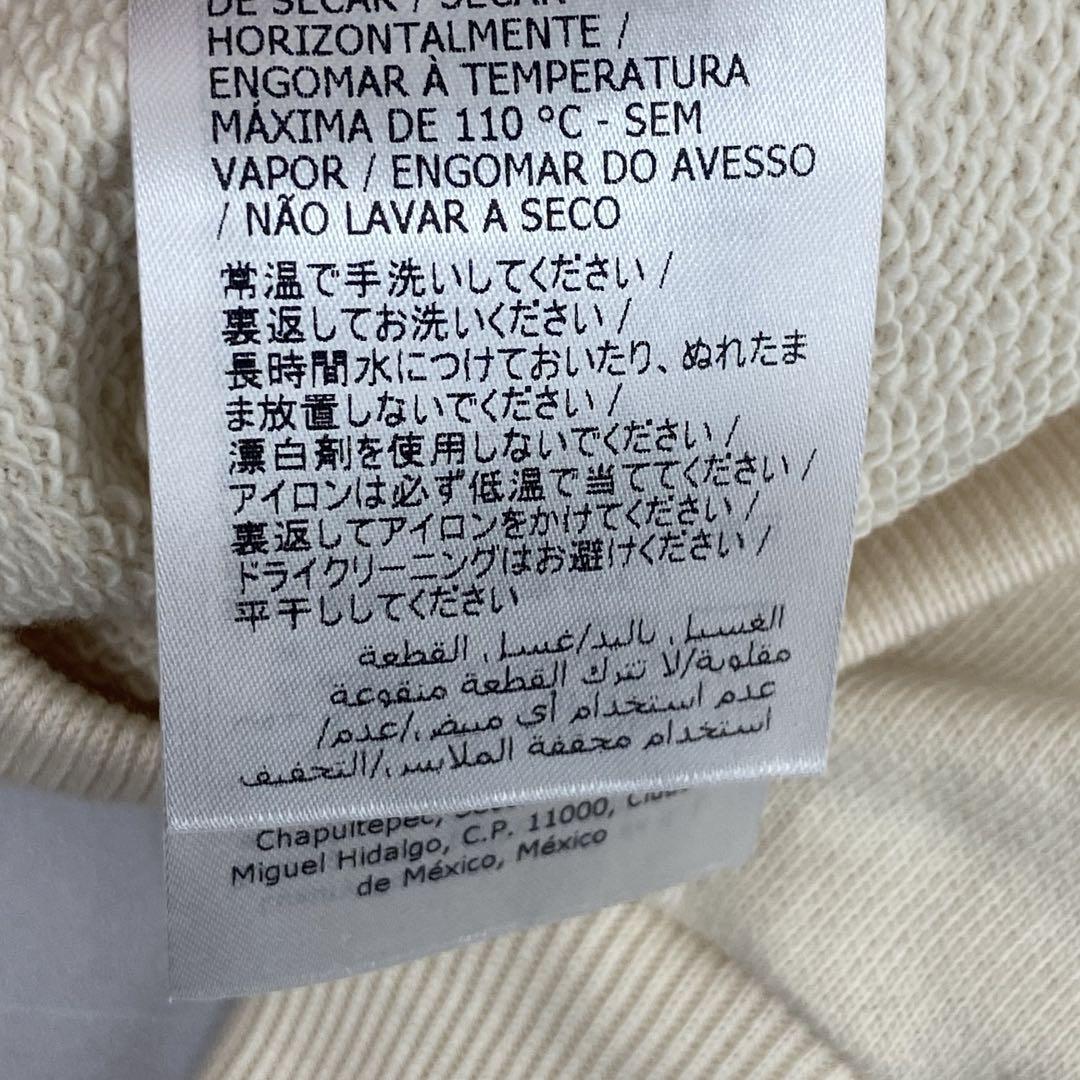 DE SECAR / SECAR
HORIZONTALMENTE /
ENGOMAR À TEMPERATURA
MÁXIMA DE 110 °C - SEM
VAPOR / ENGOMAR DO AVESSO
/ NÃO LAVAR A SECO
常温で手洗いしてください /
裏返してお洗いください /
長時間水につけておいたり、ぬれたま
ま放置しないでください /
漂白剤を使用しないでください /
アイロンは必ず低温で当ててください /
裏返してアイロンをかけてください /
ドライクリーニングはお避けください /
平干ししてください
الغسيل باليد/غسل القطعة
مقلوبة/لا تترك القطعة منقوعة
عدم استخدام أي مبيض/عدم/
استخدام مجففة الملابس/التجفيف
Chapultepec,
Miguel Hidalgo, C.P. 11000,
de México, México